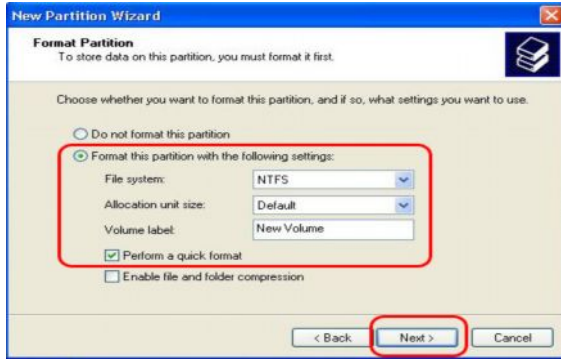 New Partition Wizard
Format Partition
To store data on this partition, you must format it first.
Choose whether you want to format this partition, and if so, what settings you want to use.
Do not format this partition
Format this partition with the following settings:
File system: NTFS
Allocation unit size: Default
Volume label: New Volume
Perform a quick format
Enable file and folder compression
< Back Next > Cancel